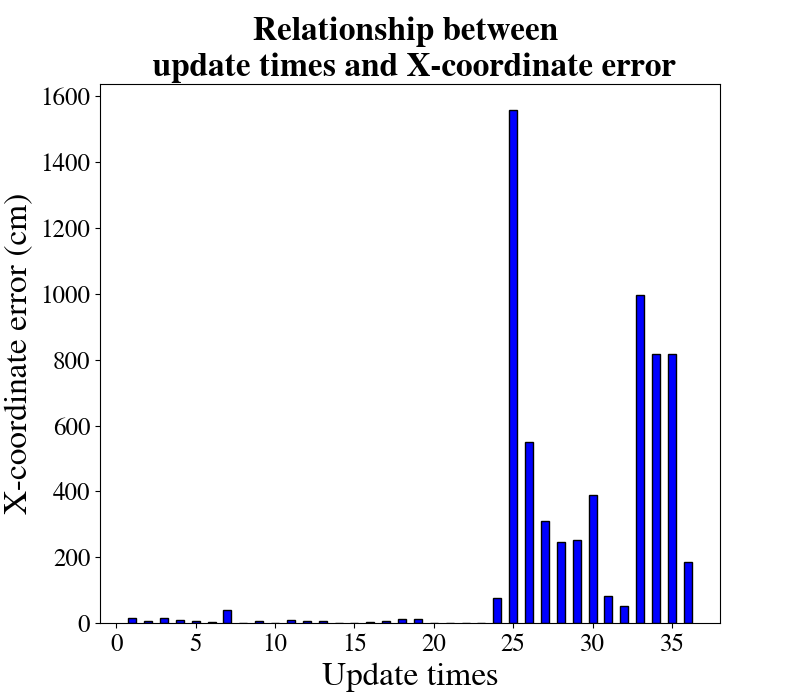 Relationship between
update times and X-coordinate error
1600
1400
1200
1000
800
600
400
200
0
X-coordinate error (cm)
0 5 10 15 20 25 30 35
Update times